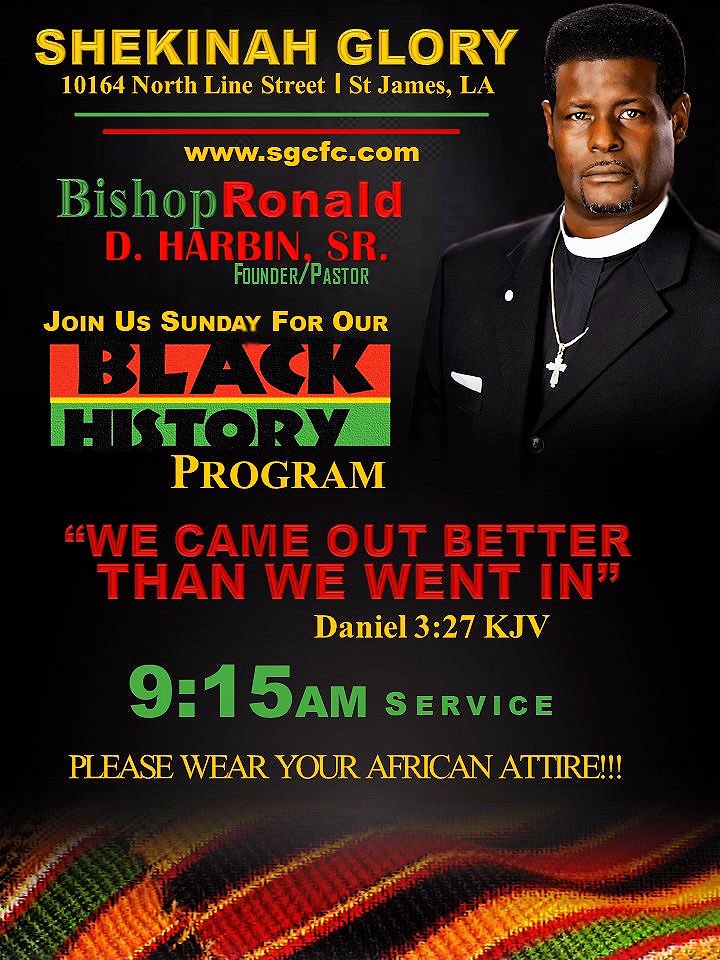 SHEKINAH GLORY
10164 North Line Street | St James, LA
www.sgcfc.com
Bishop Ronald
D. HARBIN, SR.
FOUNDER/PASTOR
JOIN US SUNDAY FOR OUR
BLACK
HISTORY
PROGRAM
“WE CAME OUT BETTER
THAN WE WENT IN”
Daniel 3:27 KJV
9:15AM SERVICE
PLEASE WEAR YOUR AFRICAN ATTIRE!!!